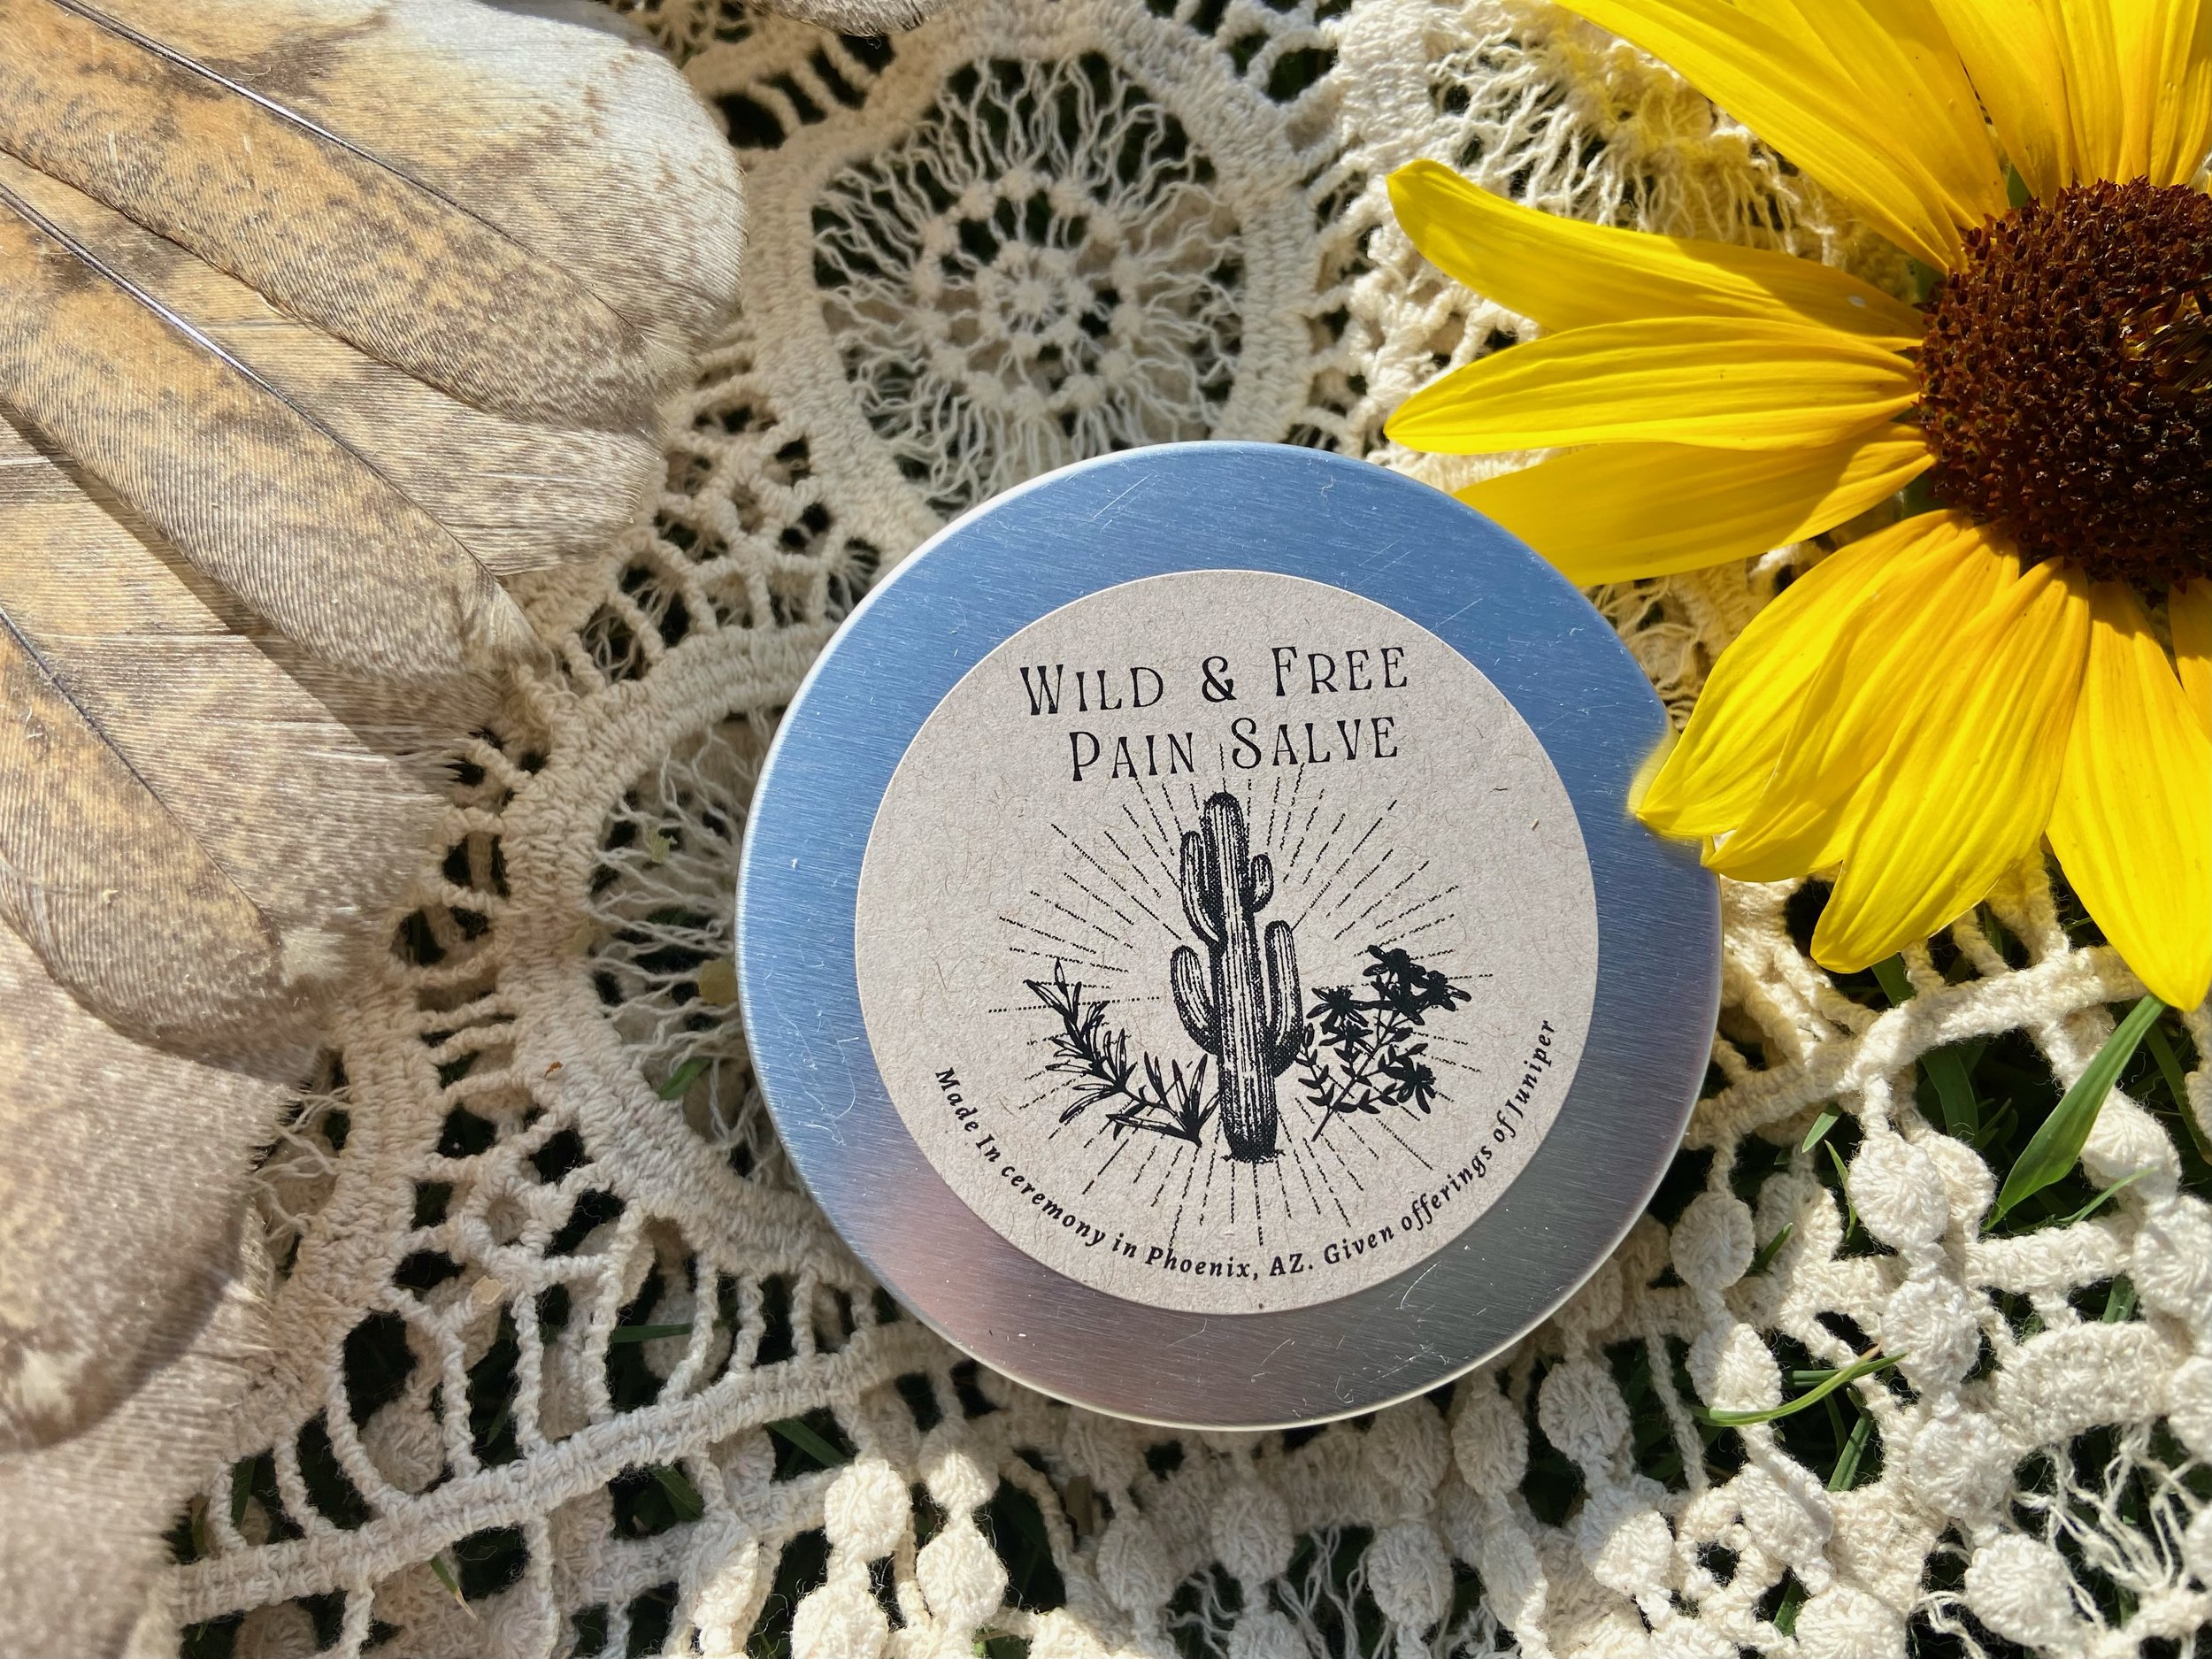 WILD & FREE
PAIN SALVE
Made In ceremony in Phoenix, AZ. Given offerings of Juniper